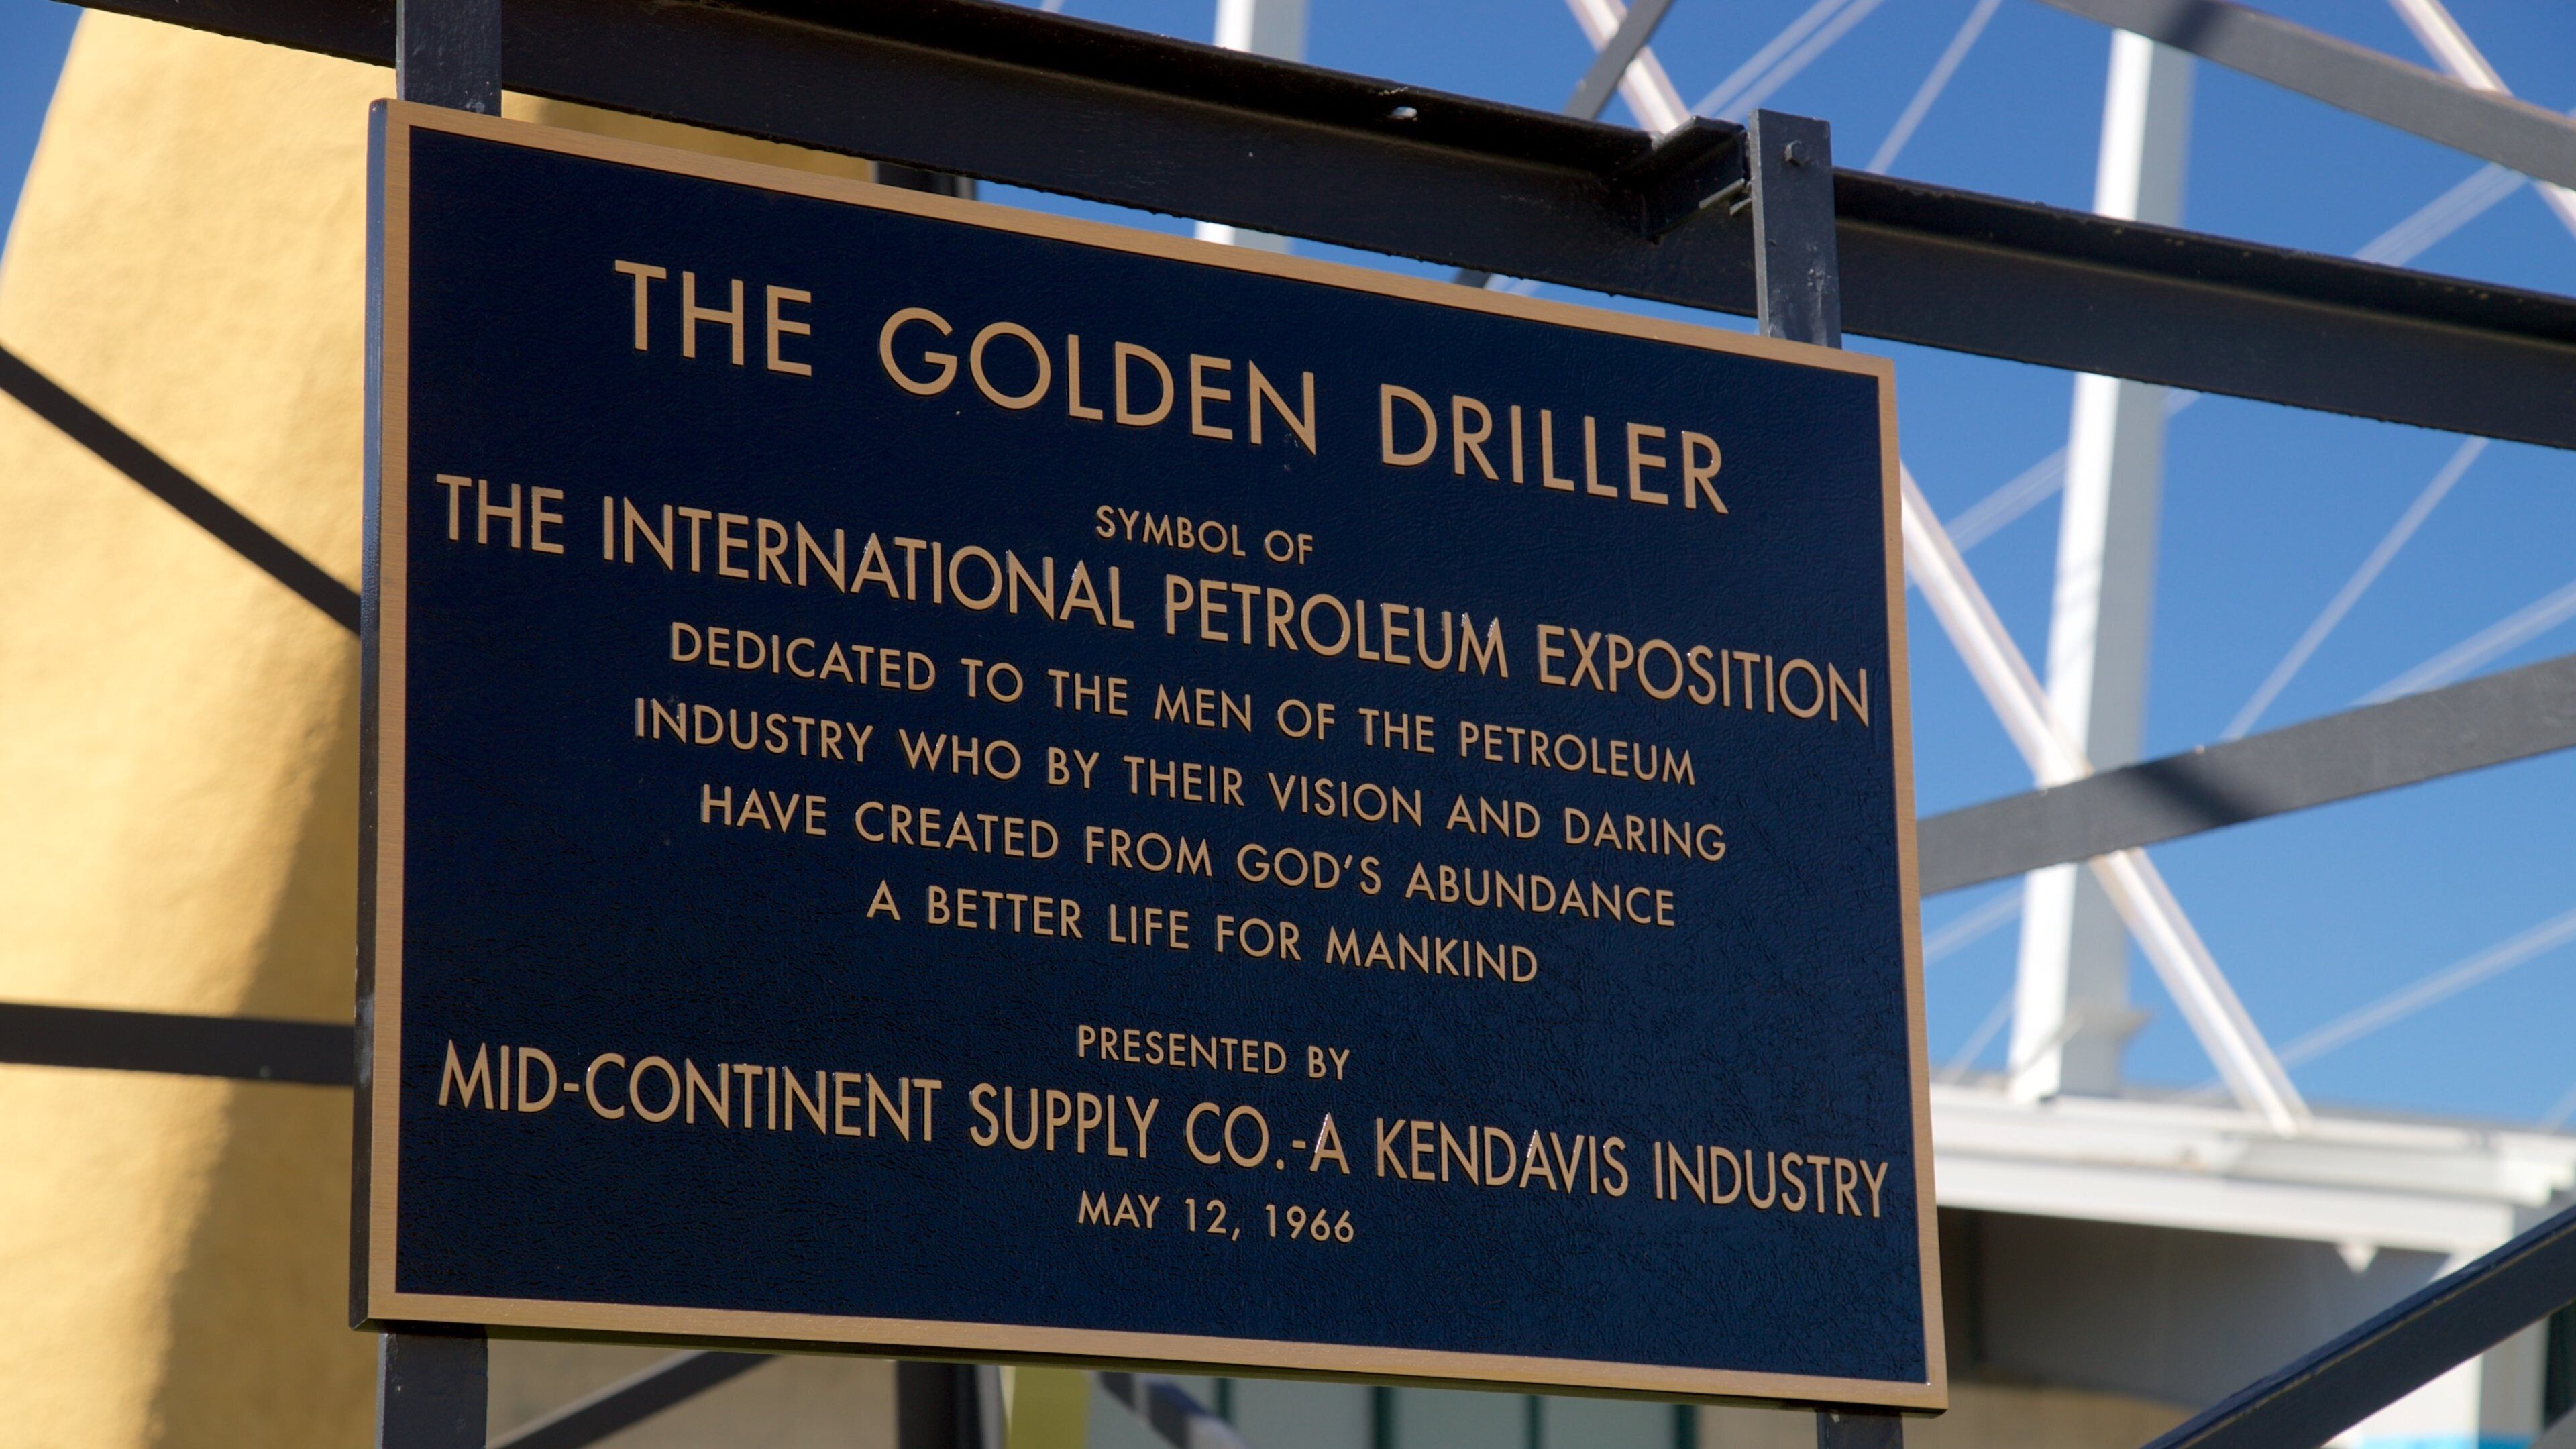 THE GOLDEN DRILLER
SYMBOL OF
THE INTERNATIONAL PETROLEUM EXPOSITION
DEDICATED TO THE MEN OF THE PETROLEUM
INDUSTRY WHO BY THEIR VISION AND DARING
HAVE CREATED FROM GOD'S ABUNDANCE
A BETTER LIFE FOR MANKIND
PRESENTED BY
MID-CONTINENT SUPPLY CO.-A KENDAVIS INDUSTRY
MAY 12, 1966